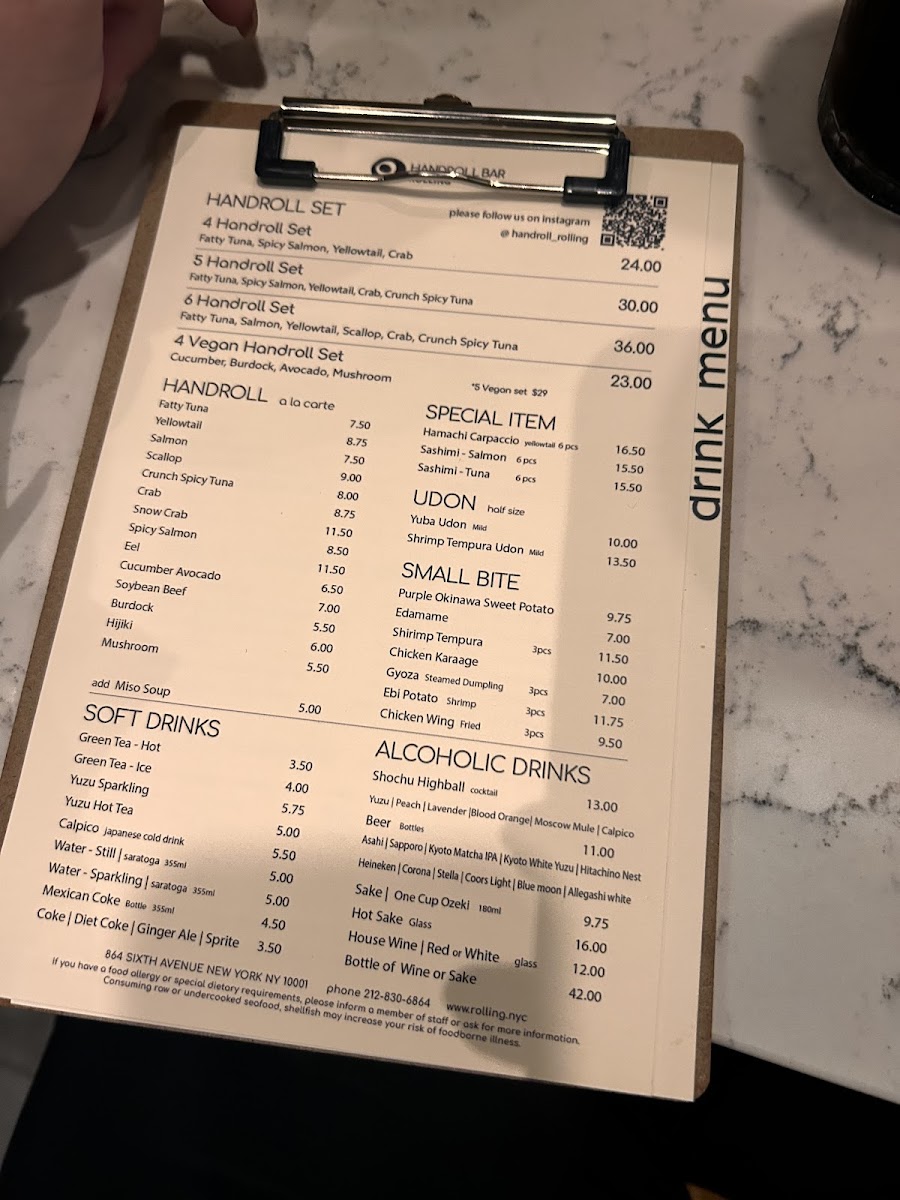 HANDROLL BAR
ROLLING
please follow us on instagram
@ handroll_rolling
HANDROLL SET
4 Handroll Set 24.00
Fatty Tuna, Spicy Salmon, Yellowtail, Crab
5 Handroll Set 30.00
Fatty Tuna, Spicy Salmon, Yellowtail, Crab, Crunch Spicy Tuna
6 Handroll Set 36.00
Fatty Tuna, Salmon, Yellowtail, Scallop, Crab, Crunch Spicy Tuna
4 Vegan Handroll Set 23.00
Cucumber, Burdock, Avocado, Mushroom
*5 Vegan set $29
HANDROLL a la carte
Fatty Tuna 7.50
Yellowtail 8.75
Salmon 7.50
Scallop 9.00
Crunch Spicy Tuna 8.00
Crab 8.75
Snow Crab 11.50
Spicy Salmon 8.50
Eel 11.50
Cucumber Avocado 6.50
Soybean Beef 7.00
Burdock 5.50
Hijiki 6.00
Mushroom 5.50
add Miso Soup 5.00
SPECIAL ITEM
Hamachi Carpaccio yellowtail 6 pcs 16.50
Sashimi - Salmon 6 pcs 15.50
Sashimi - Tuna 6 pcs 15.50
UDON half size
Yuba Udon Mild 10.00
Shrimp Tempura Udon Mild 13.50
SMALL BITE
Purple Okinawa Sweet Potato 9.75
Edamame 7.00
Shirimp Tempura 3pcs 11.50
Chicken Karaage 10.00
Gyoza Steamed Dumpling 3pcs 7.00
Ebi Potato Shrimp 3pcs 11.75
Chicken Wing Fried 3pcs 9.50
SOFT DRINKS
Green Tea - Hot 3.50
Green Tea - Ice 4.00
Yuzu Sparkling 5.75
Yuzu Hot Tea 5.00
Calpico japanese cold drink 5.50
Water - Still | saratoga 355ml 5.00
Water - Sparkling | saratoga 355ml 5.00
Mexican Coke Bottle 355ml 4.50
Coke | Diet Coke | Ginger Ale | Sprite 3.50
ALCOHOLIC DRINKS
Shochu Highball cocktail 13.00
Yuzu | Peach | Lavender |Blood Orange| Moscow Mule | Calpico
Beer Bottles 11.00
Asahi | Sapporo | Kyoto Matcha IPA | Kyoto White Yuzu | Hitachino Nest
Heineken | Corona | Stella | Coors Light | Blue moon | Allegashi white
Sake | One Cup Ozeki 180ml 9.75
Hot Sake Glass 16.00
House Wine | Red or White glass 12.00
Bottle of Wine or Sake 42.00
864 SIXTH AVENUE NEW YORK NY 10001 phone 212-830-6864 www.rolling.nyc
If you have a food allergy or special dietary requirements, please inform a member of staff or ask for more information.
Consuming raw or undercooked seafood, shellfish may increase your risk of foodborne illness.
drink menu